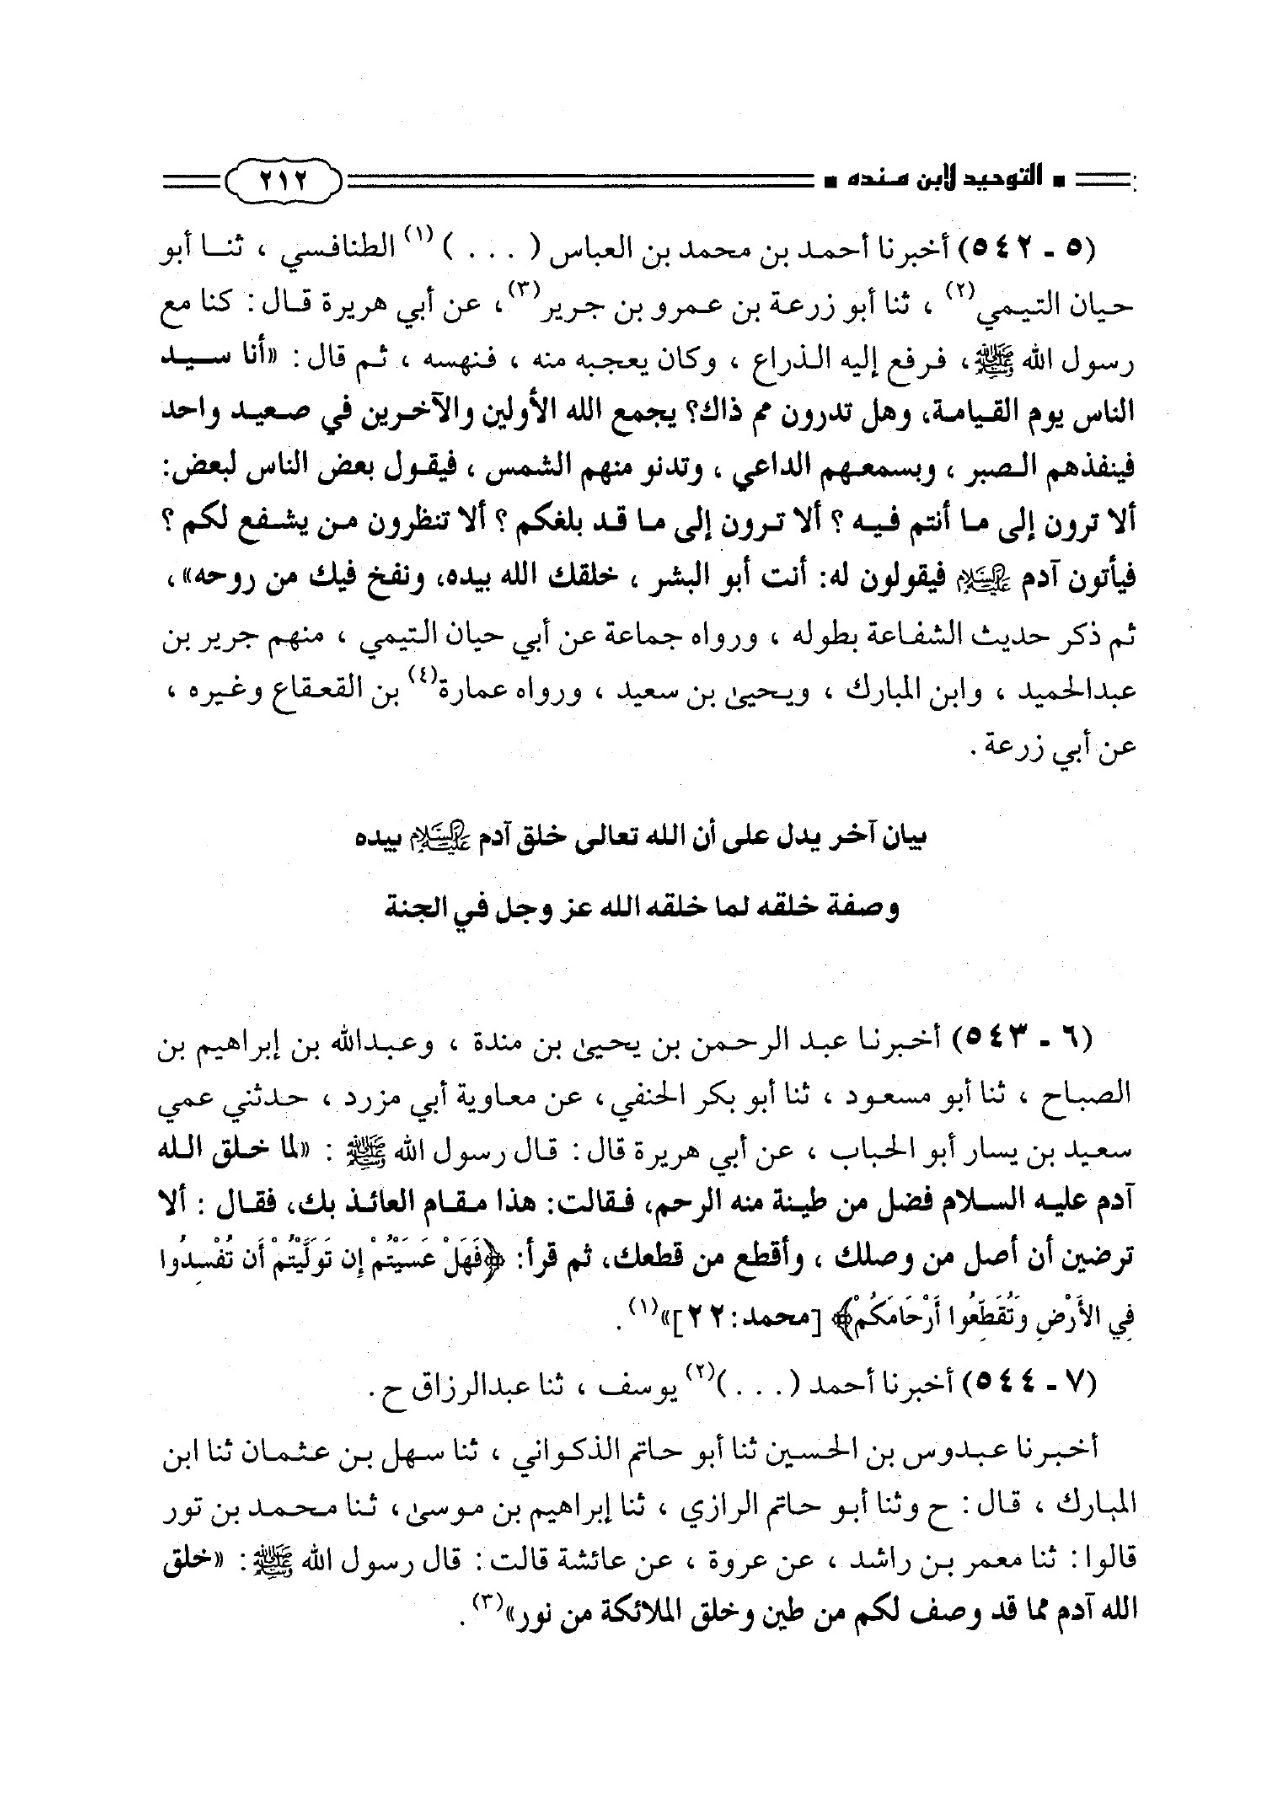 التوحيد لابن منده ٢١٢
(٥ ـ ٥٤٢) أخبرنا أحمد بن محمد بن العباس ( . . . )(١) الطنافسي ، ثنا أبو
حيان التيمي(٢) ، ثنا أبو زرعة بن عمرو بن جرير(٣)، عن أبي هريرة قال: كنا مع
رسول الله ﷺ، فرفع إليه الذراع ، وكان يعجبه منه ، فنهسه ، ثم قال: «أنا سيد
الناس يوم القيامة، وهل تدرون مم ذاك؟ يجمع الله الأولين والآخرين في صعيد واحد
فينفذهم الصبر ، ويسمعهم الداعي ، وتدنو منهم الشمس ، فيقول بعض الناس لبعض:
ألا ترون إلى ما أنتم فيه ؟ ألا ترون إلى ما قد بلغكم ؟ ألا تنظرون من يشفع لكم ؟
فيأتون آدم عليه السلام فيقولون له: أنت أبو البشر ، خلقك الله بيده، ونفخ فيك من روحه»،
ثم ذكر حديث الشفاعة بطوله ، ورواه جماعة عن أبي حيان التيمي ، منهم جرير بن
عبدالحميد ، وابن المبارك ، ويحيىٰ بن سعيد ، ورواه عمارة(٤) بن القعقاع وغيره ،
عن أبي زرعة .
بيان آخر يدل على أن الله تعالى خلق آدم عليه السلام بيده
وصفة خلقه لما خلقه الله عز وجل في الجنة
(٦ ـ ٥٤٣) أخبرنا عبد الرحمن بن يحيىٰ بن مندة ، وعبدالله بن إبراهيم بن
الصباح ، ثنا أبو مسعود ، ثنا أبو بكر الحنفي، عن معاوية أبي مزرد ، حدثني عمي
سعيد بن يسار أبو الحباب ، عن أبي هريرة قال: قال رسول الله ﷺ : «لما خلق الله
آدم عليه السلام فضل من طينة منه الرحم، فقالت: هذا مقام العائذ بك، فقال : ألا
ترضين أن أصل من وصلك ، وأقطع من قطعك، ثم قرأ: ﴿فَهَلْ عَسَيْتُمْ إِن تَوَلَّيْتُمْ أَن تُفْسِدُوا
فِي الأَرْضِ وَتُقَطِّعُوا أَرْحَامَكُمْ﴾ [محمد:٢٢]»(١).
(٧ ـ ٥٤٤) أخبرنا أحمد ( . . . )(٢) يوسف ، ثنا عبدالرزاق ح.
أخبرنا عبدوس بن الحسين ثنا أبو حاتم الذكواني ، ثنا سهل بن عثمان ثنا ابن
المبارك ، قال: ح وثنا أبو حاتم الرازي ، ثنا إبراهيم بن موسىٰ، ثنا محمد بن تور
قالوا: ثنا معمر بن راشد ، عن عروة ، عن عائشة قالت: قال رسول الله ﷺ: «خلق
الله آدم مما قد وصف لكم من طين وخلق الملائكة من نور»(٣).